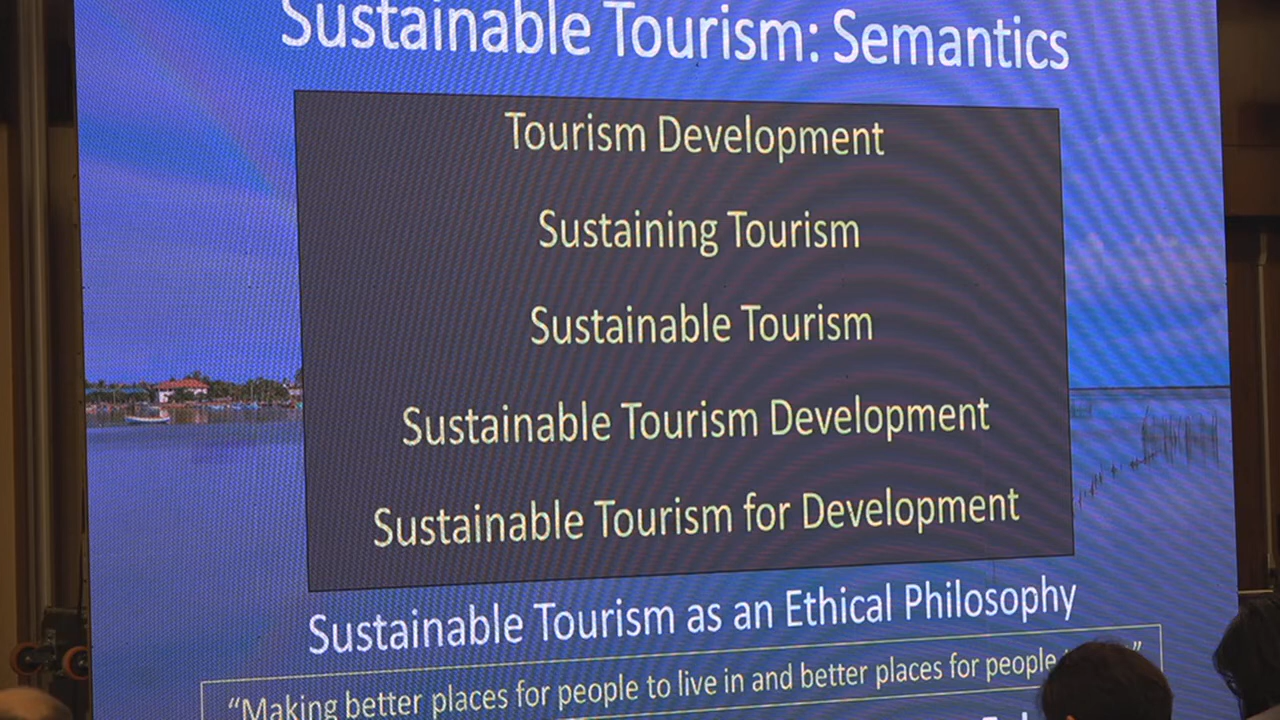 Sustainable Tourism: Semantics
Tourism Development
Sustaining Tourism
Sustainable Tourism
Sustainable Tourism Development
Sustainable Tourism for Development
Sustainable Tourism as an Ethical Philosophy
“Making better places for people to live in and better places for people ”